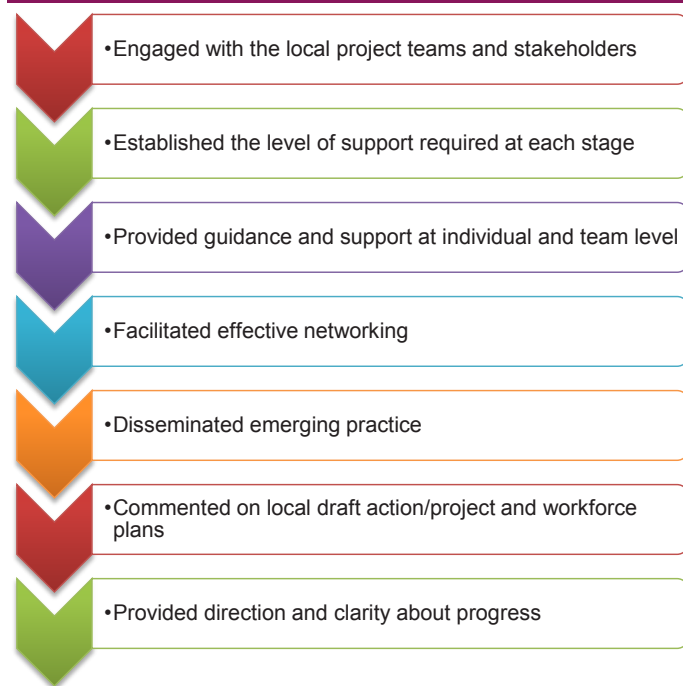 •Engaged with the local project teams and stakeholders
•Established the level of support required at each stage
•Provided guidance and support at individual and team level
•Facilitated effective networking
•Disseminated emerging practice
•Commented on local draft action/project and workforce
plans
•Provided direction and clarity about progress